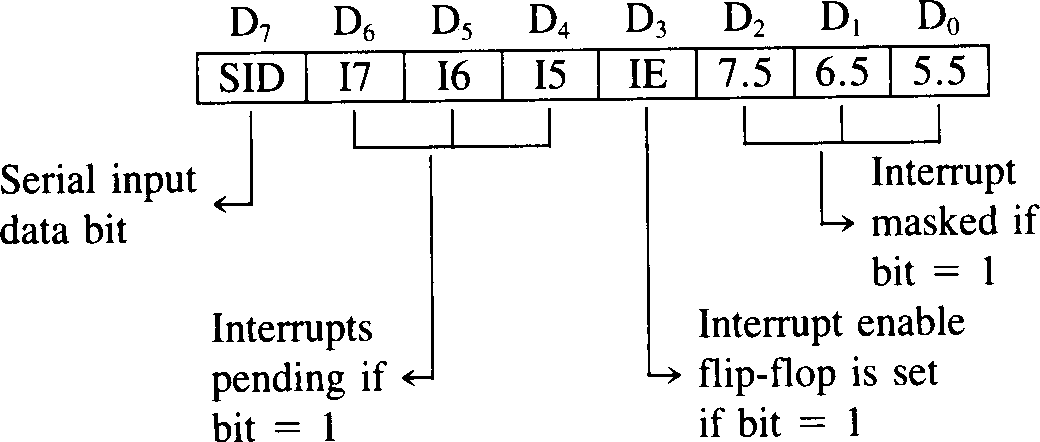 D₇ D₆ D₅ D₄ D₃ D₂ D₁ D₀
SID I7 I6 I5 IE 7.5 6.5 5.5
Serial input
data bit
Interrupt
masked if
bit = 1
Interrupts
pending if
bit = 1
Interrupt enable
flip-flop is set
if bit = 1